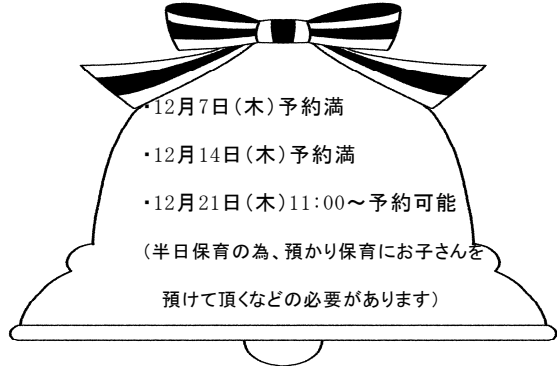 ・12月7日(木)予約満
・12月14日(木)予約満
・12月21日(木)11:00～予約可能
(半日保育の為、預かり保育にお子さんを
預けて頂くなどの必要があります)